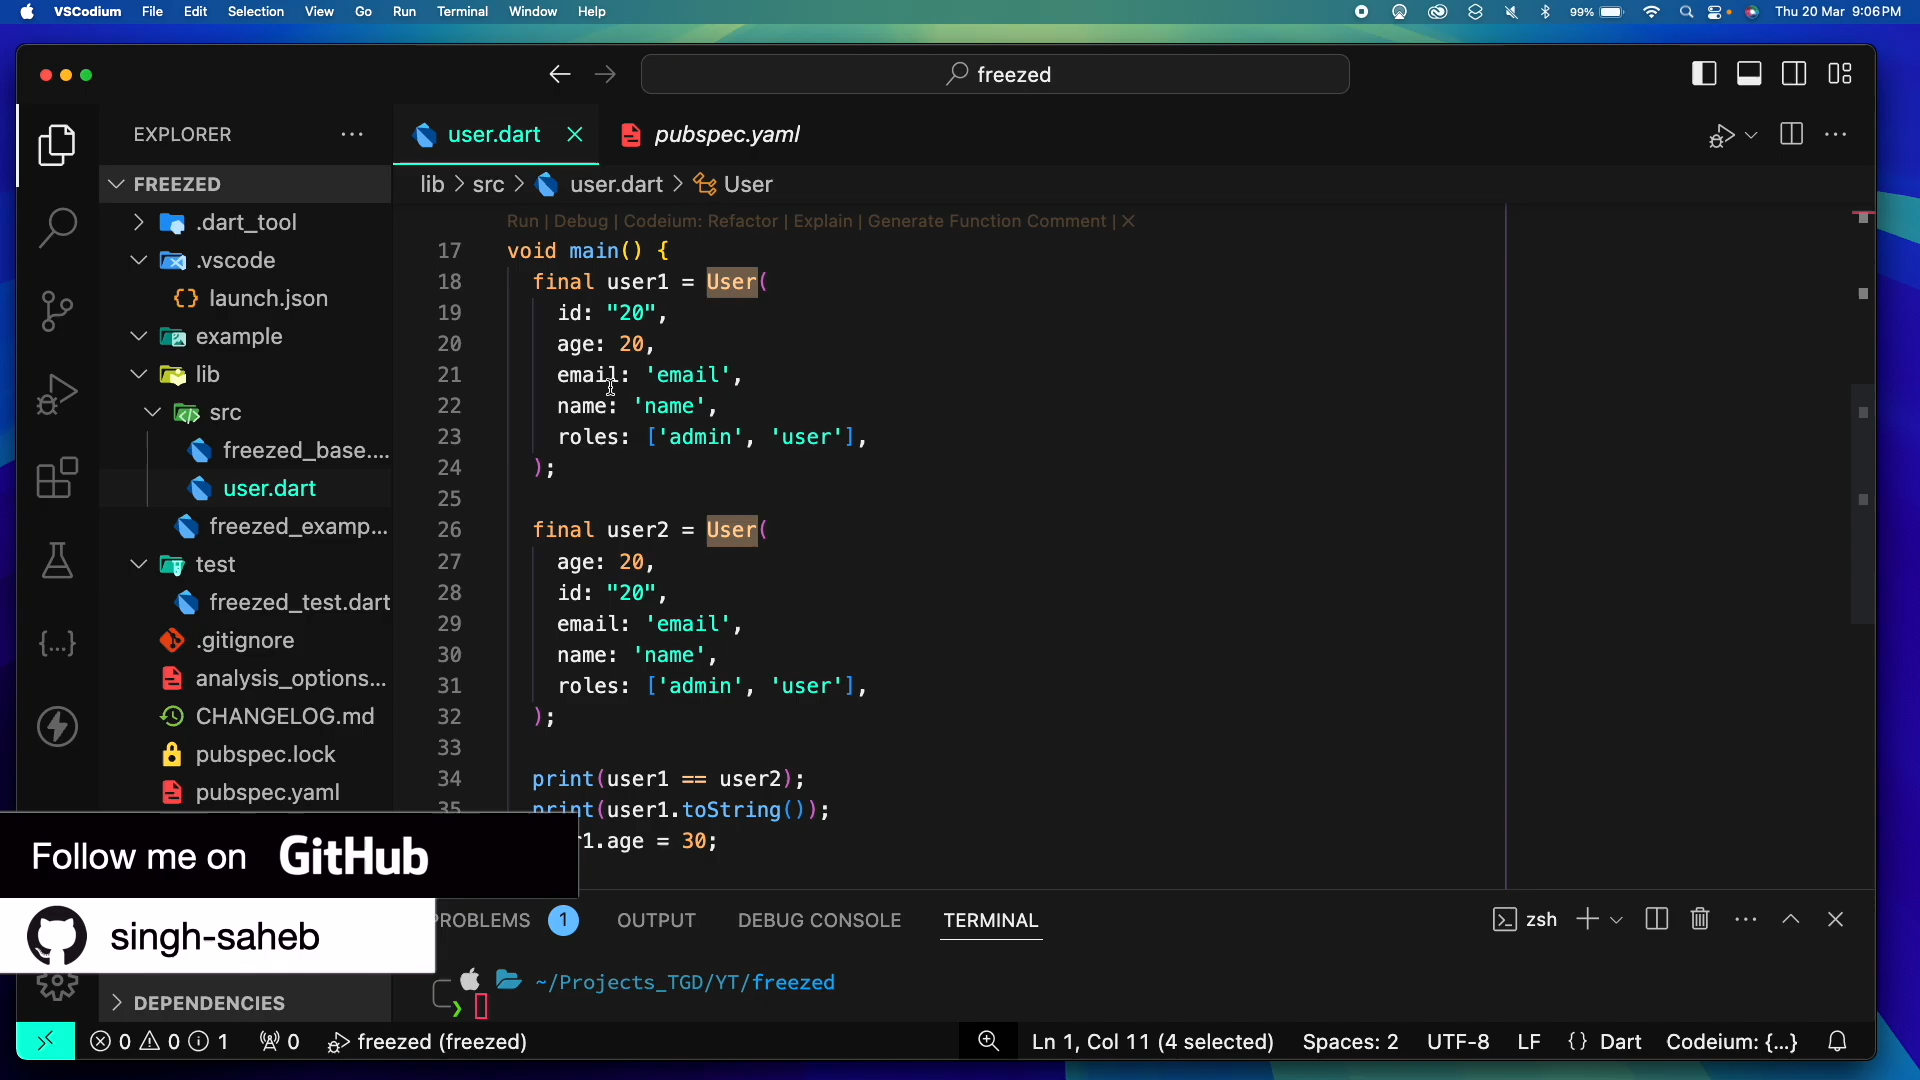 VSCodium File Edit Selection View Go Run Terminal Window Help 99% Thu 20 Mar 9:06 PM
freezed
EXPLORER
user.dart
pubspec.yaml
FREEZED
lib > src > user.dart > User
.dart_tool
.vscode
launch.json
example
lib
src
freezed_base....
user.dart
freezed_examp...
test
freezed_test.dart
.gitignore
analysis_options...
CHANGELOG.md
pubspec.lock
pubspec.yaml
DEPENDENCIES
Run | Debug | Codeium: Refactor | Explain | Generate Function Comment | ×
17 void main() {
18 final user1 = User(
19 id: "20",
20 age: 20,
21 email: 'email',
22 name: 'name',
23 roles: ['admin', 'user'],
24 );
25
26 final user2 = User(
27 age: 20,
28 id: "20",
29 email: 'email',
30 name: 'name',
31 roles: ['admin', 'user'],
32 );
33
34 print(user1 == user2);
35 print(user1.toString());
r1.age = 30;
Follow me on GitHub
singh-saheb
PROBLEMS 1 OUTPUT DEBUG CONSOLE TERMINAL zsh
~/Projects_TGD/YT/freezed
0 0 1 0 freezed (freezed) Ln 1, Col 11 (4 selected) Spaces: 2 UTF-8 LF {} Dart Codeium: {...}